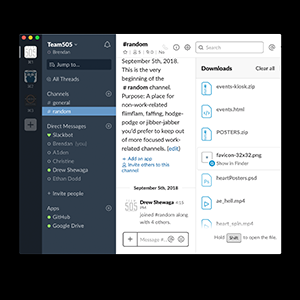 Team505
Brendan
Jump to...
All Threads
Channels
# general
# random
Direct Messages
Slackbot
Brendan (you)
A5/den
Christine
Drew Shewaga
Ethan Dodd
+ Invite people
Apps
GitHub
Google Drive
#random
September 5th, 2018.
This is the very
beginning of the
# random channel.
Purpose: A place for
non-work-related
flimflam, faffing, hodge-
podge or jibber-jabber
you'd prefer to keep out
of more focused work-
related channels. (edit)
+ Add an app
Invite others to this
channel
September 5th, 2018
Drew Shewaga
PM
joined #random along
with 4 others.
Message #...
Search
Downloads
Clear all
events-kiosk.zip
events.html
POSTERS.zip
favicon-32x32.png
Show in Finder
heartPosters.psd
ae_hell.mp4
heart_spin.mp4
Hold Shift to open the file.